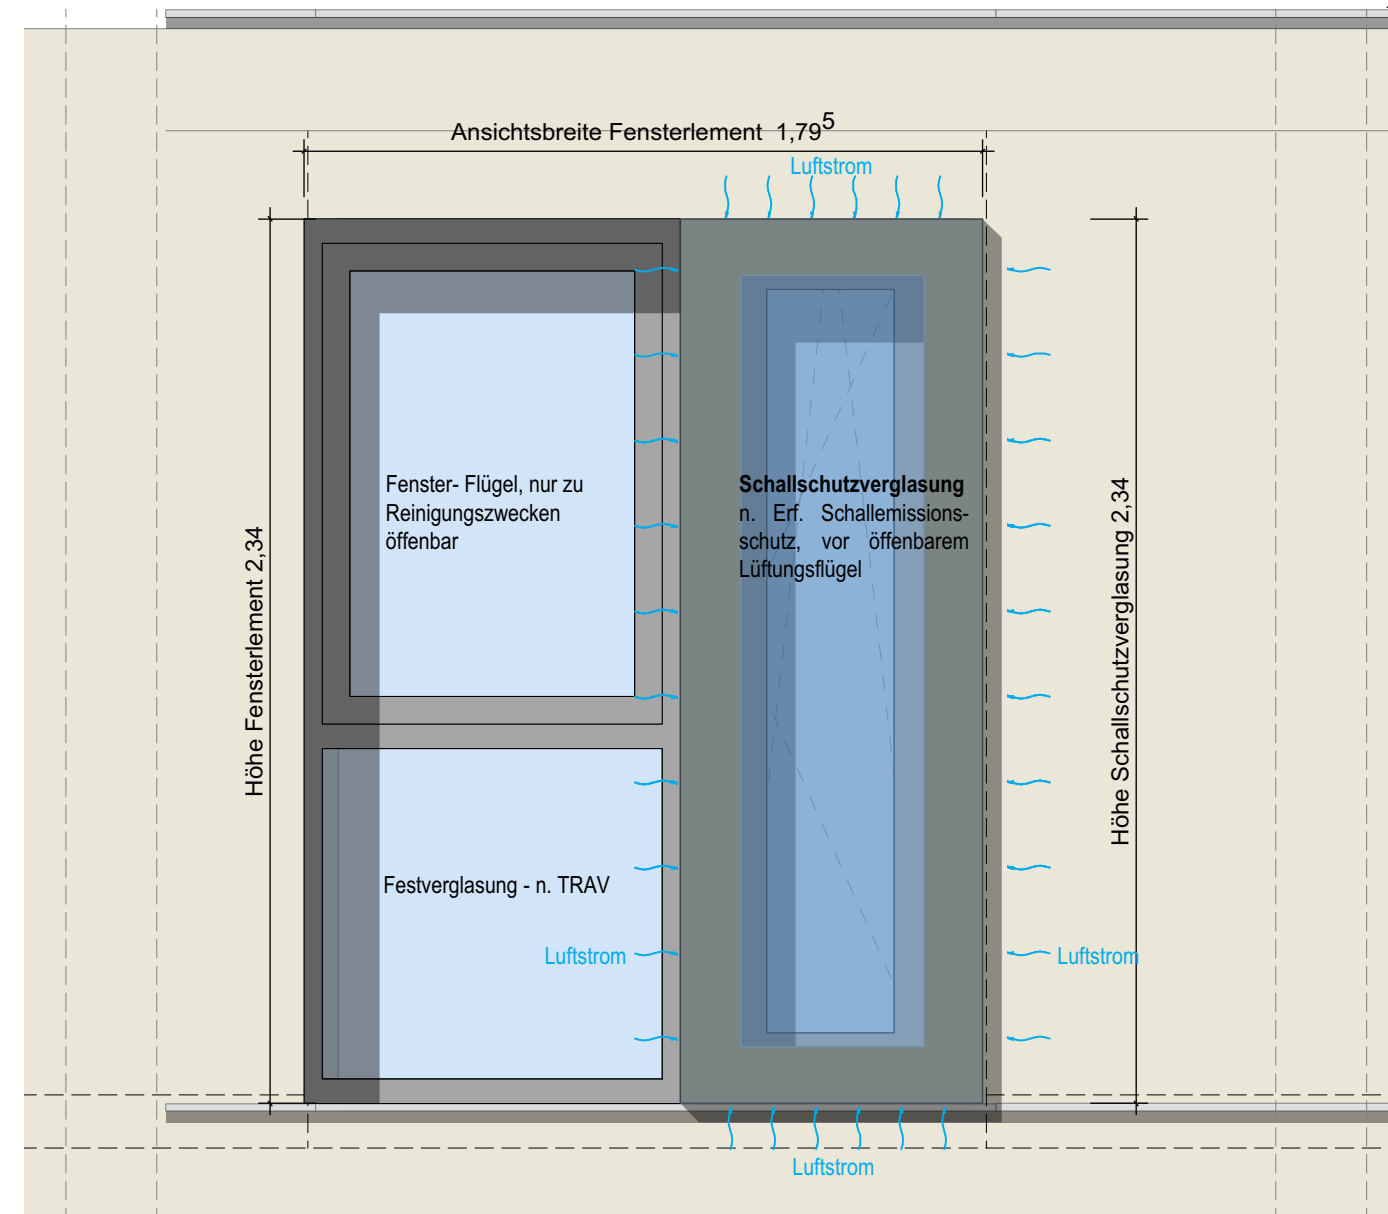 Ansichtsbreite Fensterlement 1,79⁵
Luftstrom
Fenster- Flügel, nur zu
Reinigungszwecken
öffenbar
Schallschutzverglasung
n. Erf. Schallemissions-
schutz, vor öffenbarem
Lüftungsflügel
Höhe Fensterlement 2,34
Höhe Schallschutzverglasung 2,34
Festverglasung - n. TRAV
Luftstrom
Luftstrom
Luftstrom